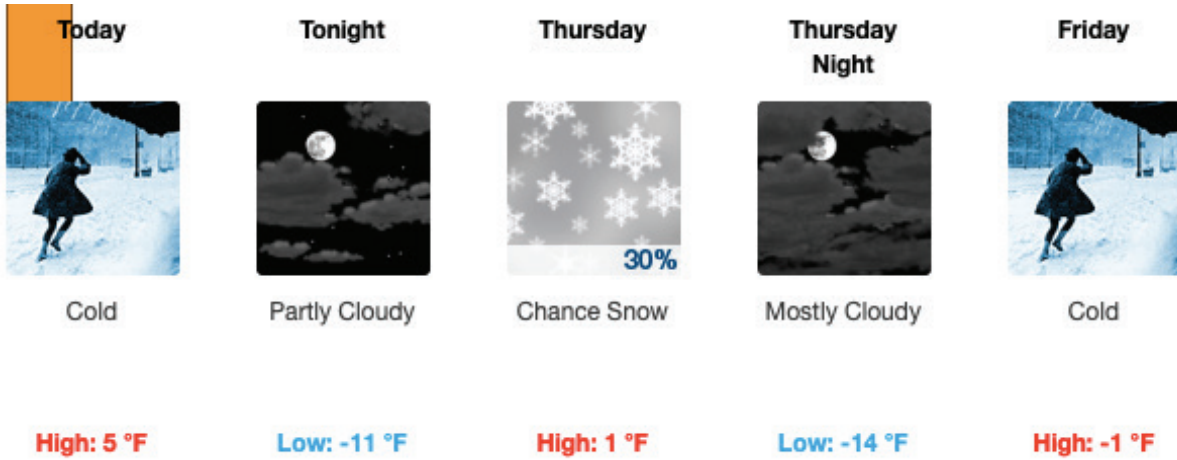 Today
Tonight
Thursday
Thursday
Night
Friday
30%
Cold
Partly Cloudy
Chance Snow
Mostly Cloudy
Cold
High: 5 °F
Low: -11 °F
High: 1 °F
Low: -14 °F
High: -1 °F